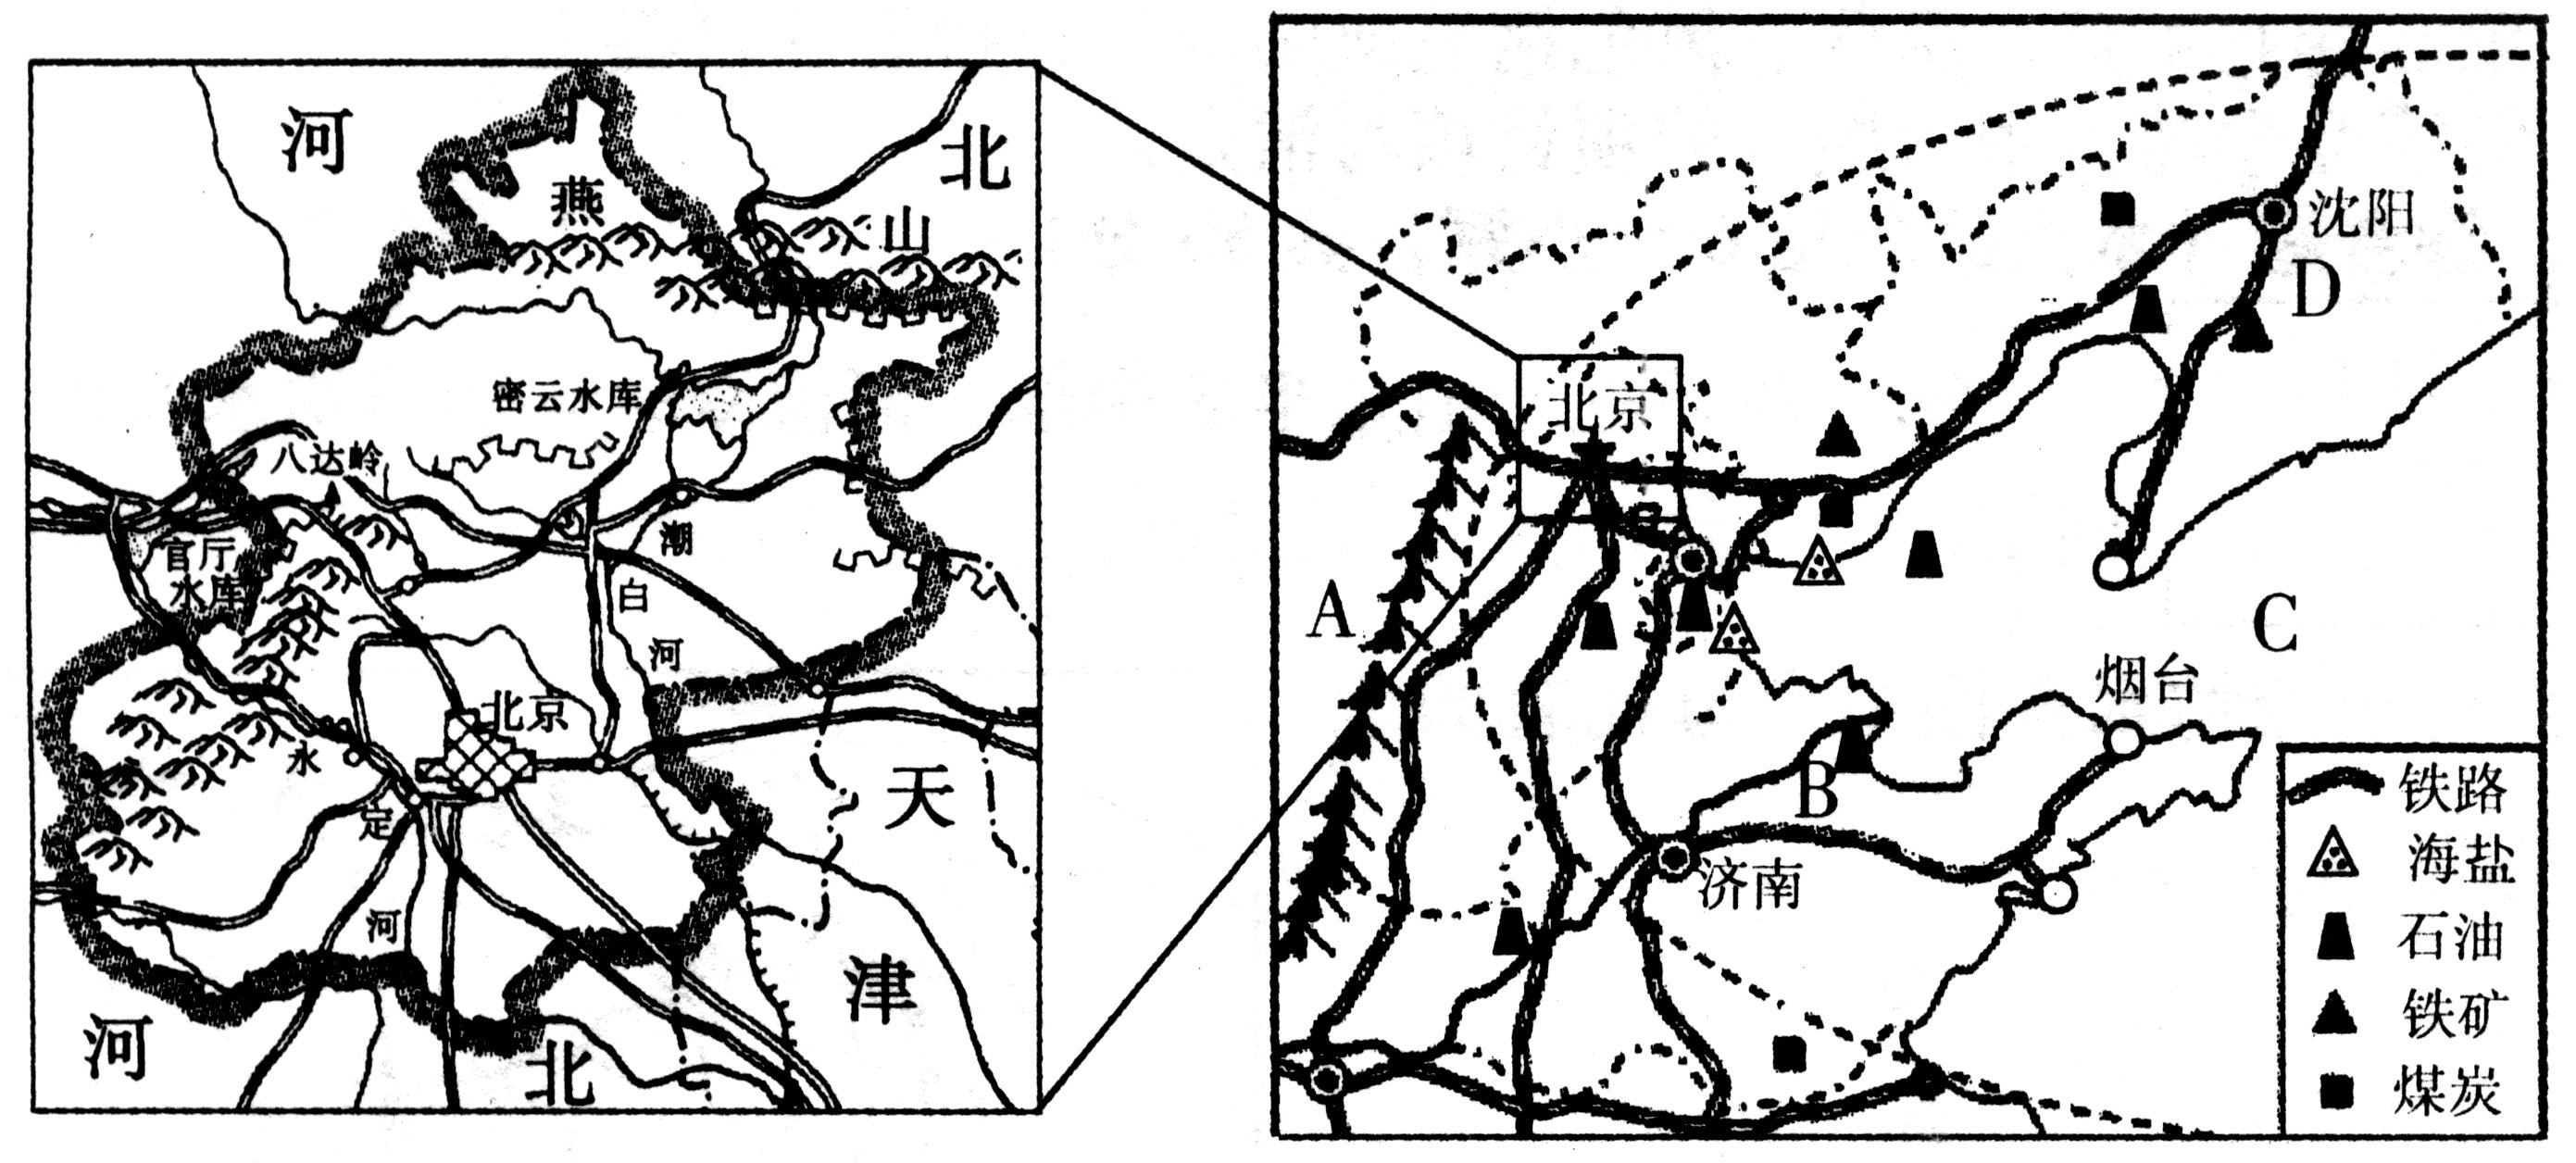 河
北
燕
山
密云水库
八达岭
官厅
水库
潮
白
河
北京
永
定
河
天
津
河
北
沈阳
D
北京
A
C
烟台
B
济南
铁路
海盐
石油
铁矿
煤炭